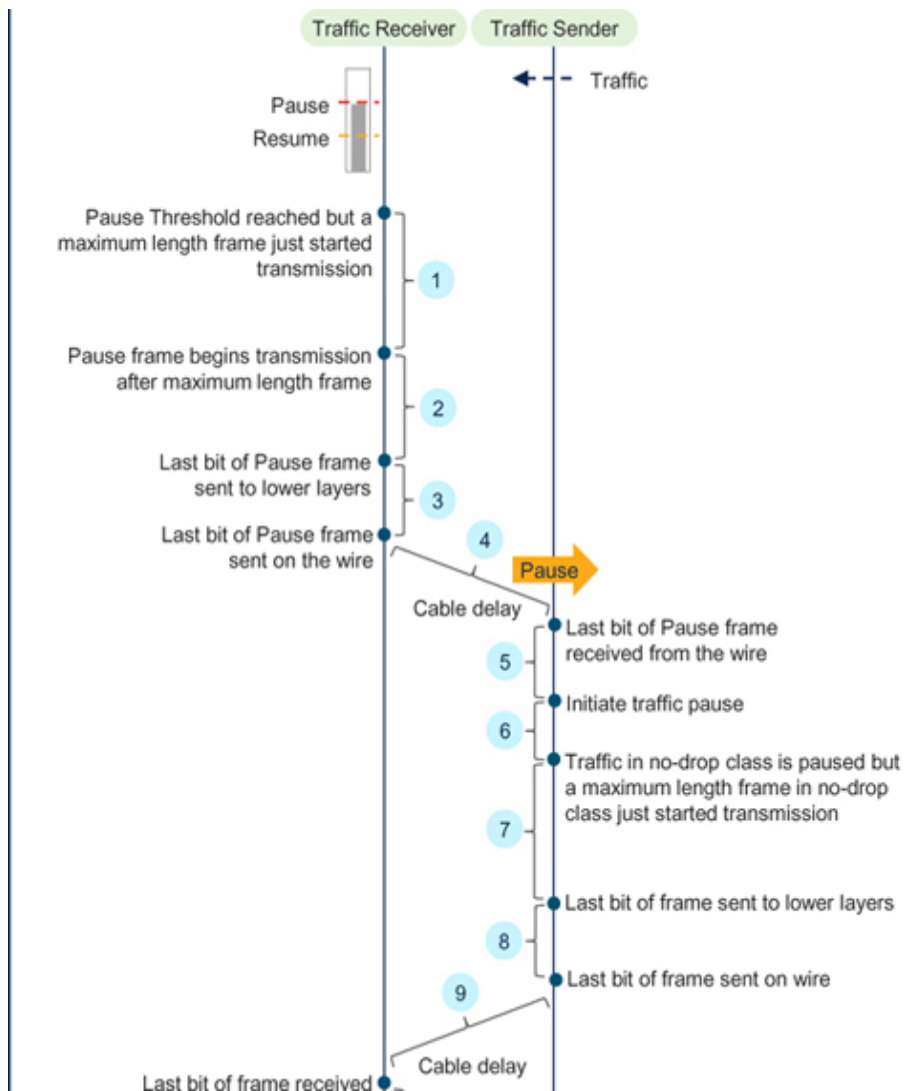 Traffic Receiver
Traffic Sender
Traffic
Pause
Resume
Pause Threshold reached but a
maximum length frame just started
transmission
1
Pause frame begins transmission
after maximum length frame
2
Last bit of Pause frame
sent to lower layers
3
Last bit of Pause frame
sent on the wire
4
Pause
Cable delay
Last bit of Pause frame
received from the wire
5
Initiate traffic pause
6
Traffic in no-drop class is paused but
a maximum length frame in no-drop
class just started transmission
7
Last bit of frame sent to lower layers
8
Last bit of frame sent on wire
9
Cable delay
Last bit of frame received